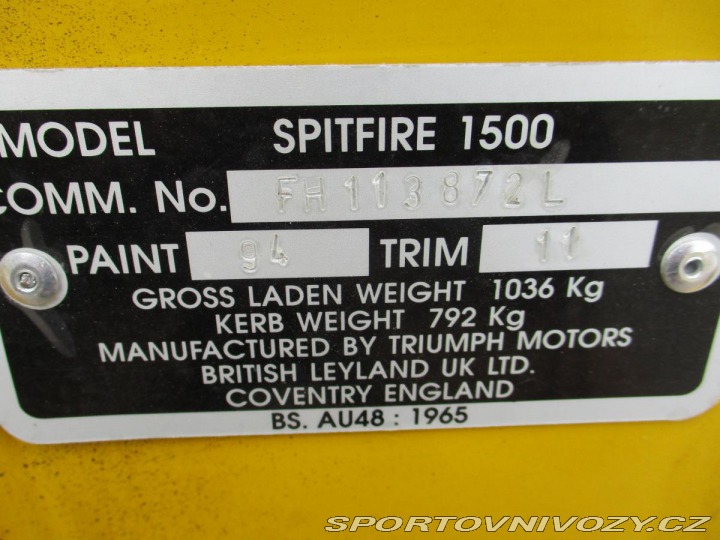 MODEL SPITFIRE 1500
COMM. No. FH113872L
PAINT 94 TRIM 11
GROSS LADEN WEIGHT 1036 Kg
KERB WEIGHT 792 Kg
MANUFACTURED BY TRIUMPH MOTORS
BRITISH LEYLAND UK LTD.
COVENTRY ENGLAND
BS. AU48 : 1965
SPORTOVNIVOZY.CZ